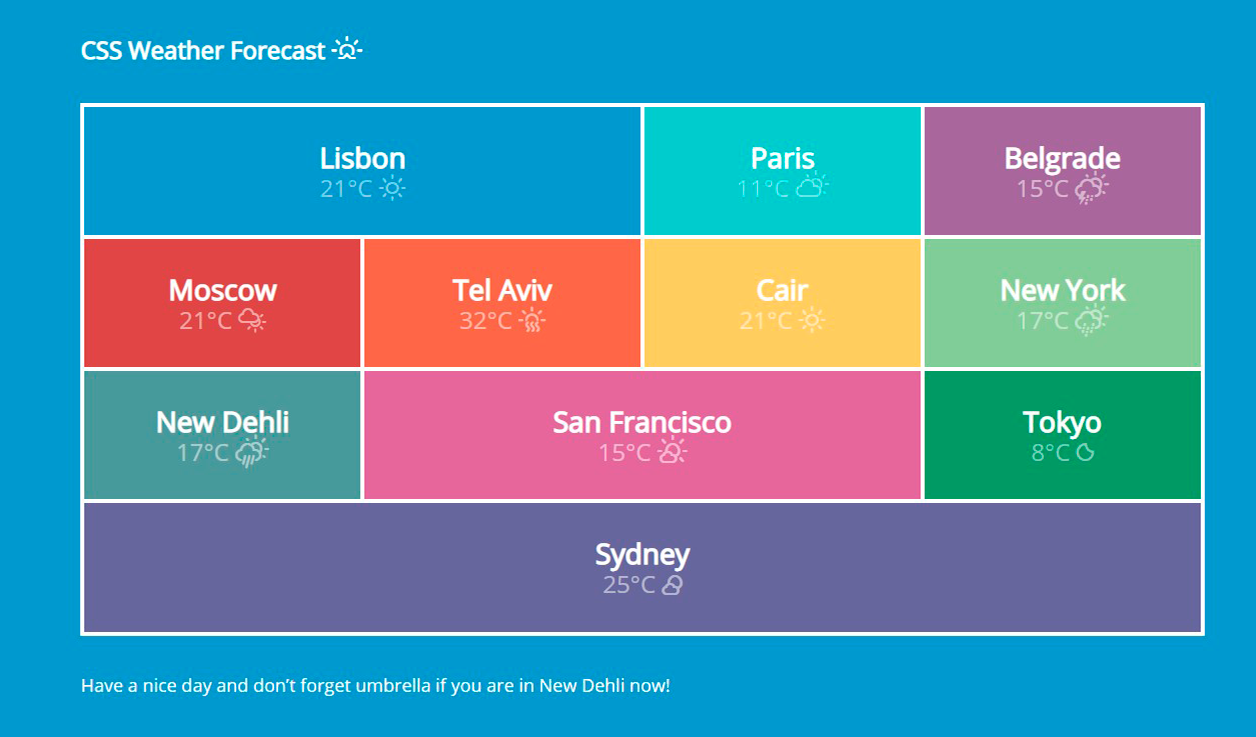 CSS Weather Forecast
Lisbon
21°C
Paris
11°C
Belgrade
15°C
Moscow
21°C
Tel Aviv
32°C
Cair
21°C
New York
17°C
New Dehli
17°C
San Francisco
15°C
Tokyo
8°C
Sydney
25°C
Have a nice day and don’t forget umbrella if you are in New Dehli now!